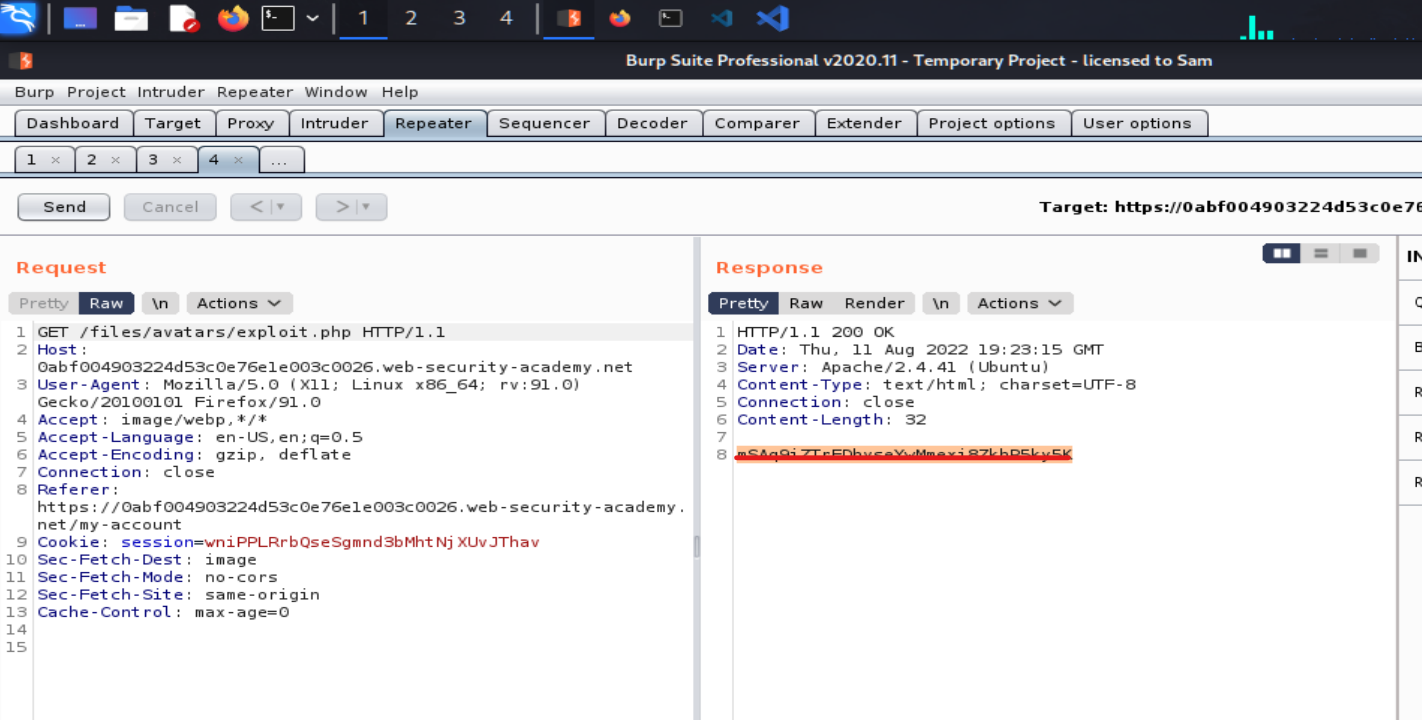 1 2 3 4
Burp Suite Professional v2020.11 - Temporary Project - licensed to Sam
Burp Project Intruder Repeater Window Help
Dashboard Target Proxy Intruder Repeater Sequencer Decoder Comparer Extender Project options User options
1 × 2 × 3 × 4 × ...
Send Cancel < > Target: https://0abf004903224d53c0e76
Request
Pretty Raw \n Actions
1 GET /files/avatars/exploit.php HTTP/1.1
2 Host:
0abf004903224d53c0e76e1e003c0026.web-security-academy.net
3 User-Agent: Mozilla/5.0 (X11; Linux x86_64; rv:91.0)
Gecko/20100101 Firefox/91.0
4 Accept: image/webp,*/*
5 Accept-Language: en-US,en;q=0.5
6 Accept-Encoding: gzip, deflate
7 Connection: close
8 Referer:
https://0abf004903224d53c0e76e1e003c0026.web-security-academy.
net/my-account
9 Cookie: session=wniPPLRrbQseSgmnd3bMhtNjXUvJThav
10 Sec-Fetch-Dest: image
11 Sec-Fetch-Mode: no-cors
12 Sec-Fetch-Site: same-origin
13 Cache-Control: max-age=0
14
15
Response
Pretty Raw Render \n Actions
1 HTTP/1.1 200 OK
2 Date: Thu, 11 Aug 2022 19:23:15 GMT
3 Server: Apache/2.4.41 (Ubuntu)
4 Content-Type: text/html; charset=UTF-8
5 Connection: close
6 Content-Length: 32
7
8
IN
Q
B
R
R
R